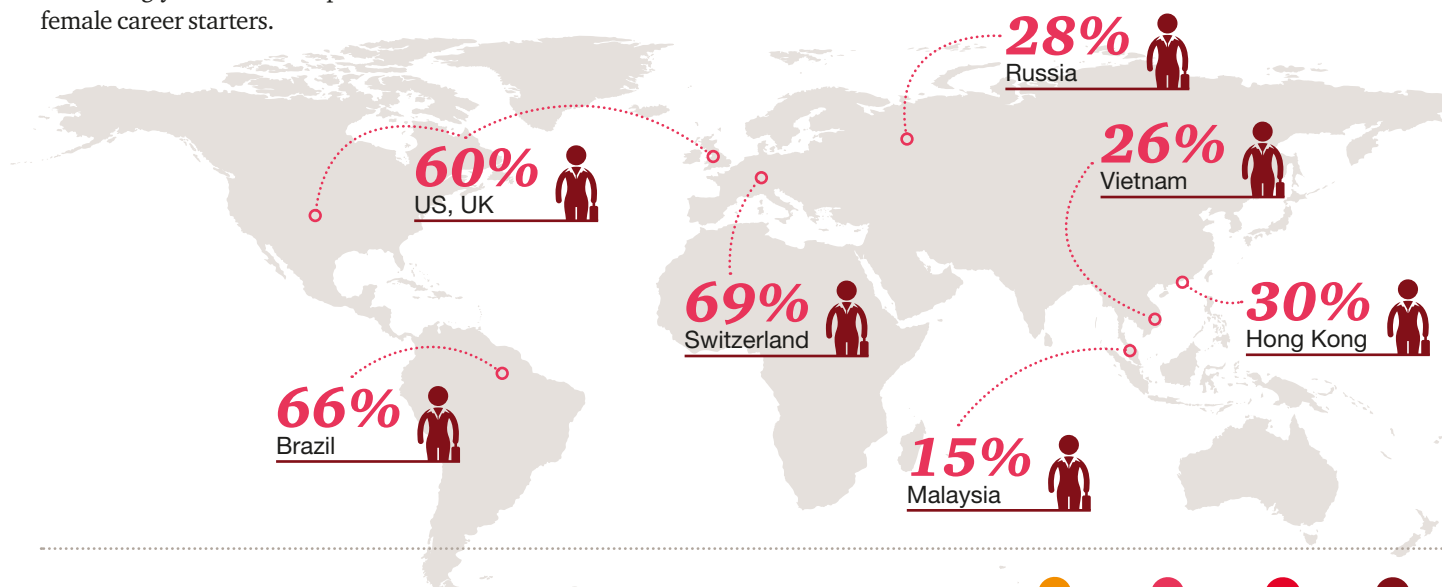 female career starters.
28%
Russia
60%
US, UK
26%
Vietnam
69%
Switzerland
30%
Hong Kong
66%
Brazil
15%
Malaysia